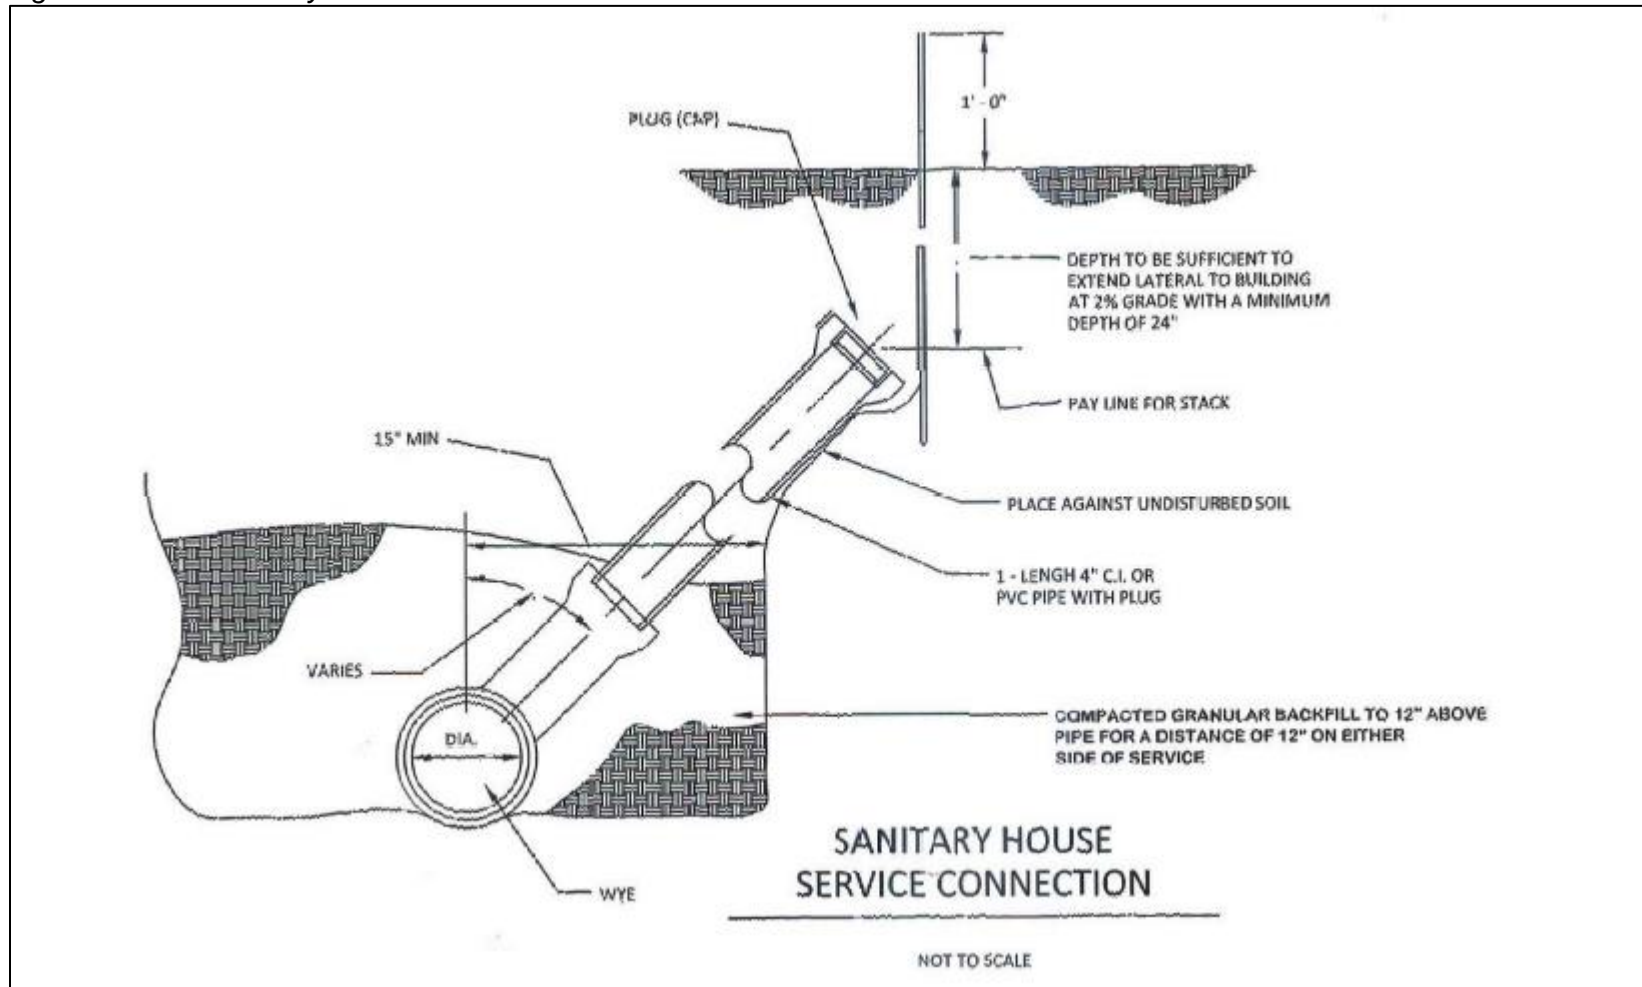 1' - 0"
PLUG (CAP)
DEPTH TO BE SUFFICIENT TO
EXTEND LATERAL TO BUILDING
AT 2% GRADE WITH A MINIMUM
DEPTH OF 24"
PAY LINE FOR STACK
15" MIN
PLACE AGAINST UNDISTURBED SOIL
1 - LENGH 4" C.I. OR
PVC PIPE WITH PLUG
VARIES
COMPACTED GRANULAR BACKFILL TO 12" ABOVE
PIPE FOR A DISTANCE OF 12" ON EITHER
SIDE OF SERVICE
DIA.
WYE
SANITARY HOUSE
SERVICE CONNECTION
NOT TO SCALE